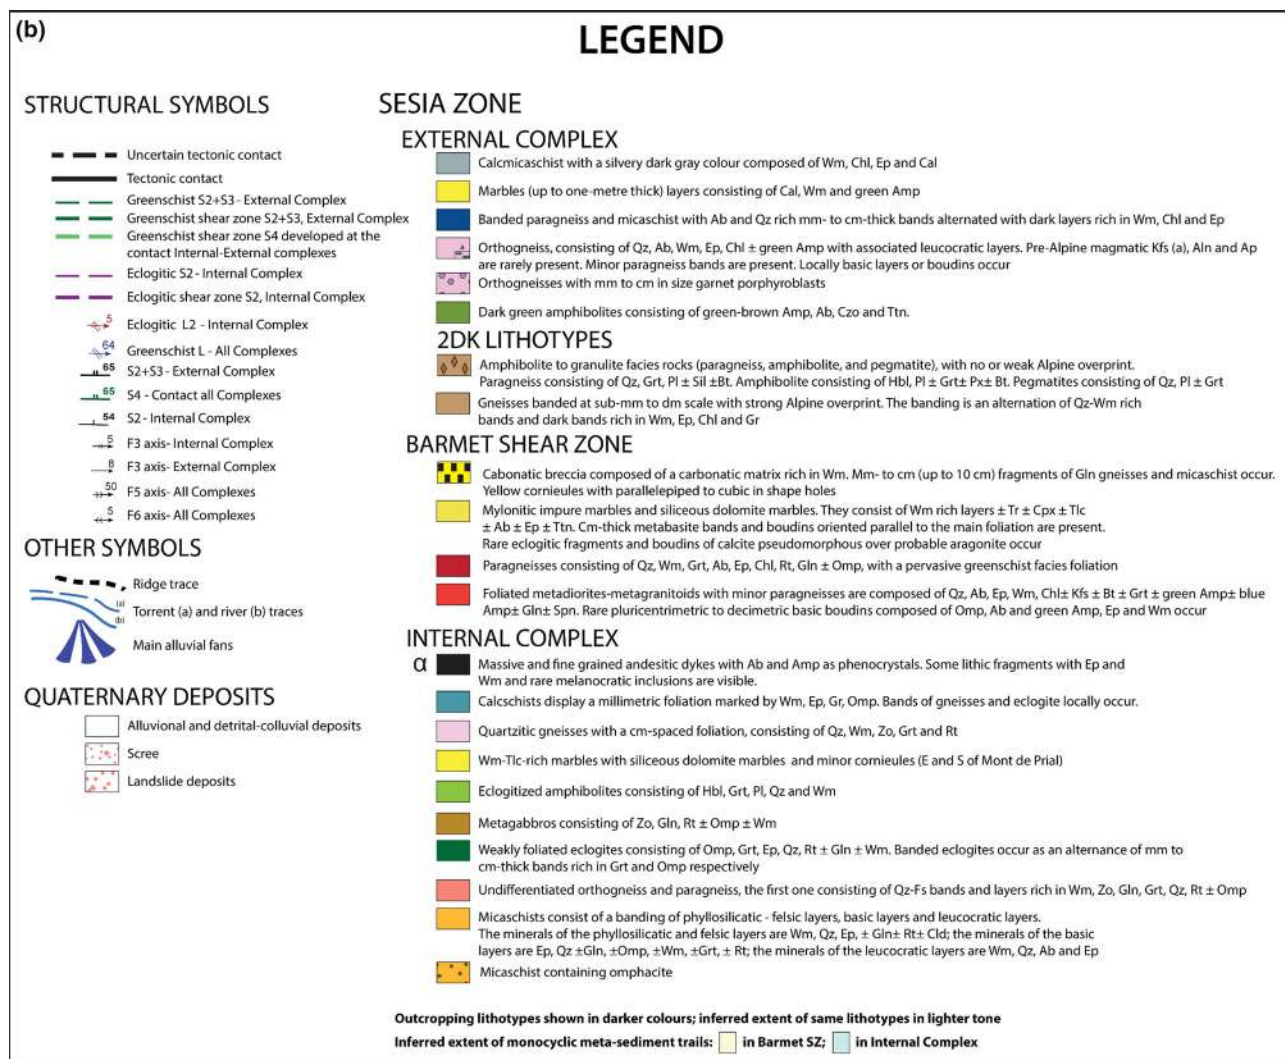 (b)
LEGEND
STRUCTURAL SYMBOLS
Uncertain tectonic contact
Tectonic contact
Greenschist S2+S3 - External Complex
Greenschist shear zone S2+S3, External Complex
Greenschist shear zone S4 developed at the
contact Internal-External complexes
Eclogitic S2 - Internal Complex
Eclogitic shear zone S2, Internal Complex
5
Eclogitic L2 - Internal Complex
64
Greenschist L - All Complexes
65
S2+S3 - External Complex
65
S4 - Contact all Complexes
54
S2 - Internal Complex
5
F3 axis- Internal Complex
8
F3 axis- External Complex
50
F5 axis- All Complexes
5
F6 axis- All Complexes
OTHER SYMBOLS
Ridge trace
(a)
(b)
Torrent (a) and river (b) traces
Main alluvial fans
QUATERNARY DEPOSITS
Alluvional and detrital-colluvial deposits
Scree
Landslide deposits
SESIA ZONE
EXTERNAL COMPLEX
Calcmicaschist with a silvery dark gray colour composed of Wm, Chl, Ep and Cal
Marbles (up to one-metre thick) layers consisting of Cal, Wm and green Amp
Banded paragneiss and micaschist with Ab and Qz rich mm- to cm-thick bands alternated with dark layers rich in Wm, Chl and Ep
Orthogneiss, consisting of Qz, Ab, Wm, Ep, Chl ± green Amp with associated leucocratic layers. Pre-Alpine magmatic Kfs (a), Aln and Ap
are rarely present. Minor paragneiss bands are present. Locally basic layers or boudins occur
Orthogneisses with mm to cm in size garnet porphyroblasts
Dark green amphibolites consisting of green-brown Amp, Ab, Czo and Ttn.
2DK LITHOTYPES
Amphibolite to granulite facies rocks (paragneiss, amphibolite, and pegmatite), with no or weak Alpine overprint.
Paragneiss consisting of Qz, Grt, Pl ± Sil ±Bt. Amphibolite consisting of Hbl, Pl ± Grt± Px± Bt. Pegmatites consisting of Qz, Pl ± Grt
Gneisses banded at sub-mm to dm scale with strong Alpine overprint. The banding is an alternation of Qz-Wm rich
bands and dark bands rich in Wm, Ep, Chl and Gr
BARMET SHEAR ZONE
Cabonatic breccia composed of a carbonatic matrix rich in Wm. Mm- to cm (up to 10 cm) fragments of Gln gneisses and micaschist occur.
Yellow cornieules with parallelepiped to cubic in shape holes
Mylonitic impure marbles and siliceous dolomite marbles. They consist of Wm rich layers ± Tr ± Cpx ± Tlc
± Ab ± Ep ± Ttn. Cm-thick metabasite bands and boudins oriented parallel to the main foliation are present.
Rare eclogitic fragments and boudins of calcite pseudomorphous over probable aragonite occur
Paragneisses consisting of Qz, Wm, Grt, Ab, Ep, Chl, Rt, Gln ± Omp, with a pervasive greenschist facies foliation
Foliated metadiorites-metagranitoids with minor paragneisses are composed of Qz, Ab, Ep, Wm, Chl± Kfs ± Bt ± Grt ± green Amp± blue
Amp± Gln± Spn. Rare pluricentrimetric to decimetric basic boudins composed of Omp, Ab and green Amp, Ep and Wm occur
INTERNAL COMPLEX
α
Massive and fine grained andesitic dykes with Ab and Amp as phenocrystals. Some lithic fragments with Ep and
Wm and rare melanocratic inclusions are visible.
Calcschists display a millimetric foliation marked by Wm, Ep, Gr, Omp. Bands of gneisses and eclogite locally occur.
Quartzitic gneisses with a cm-spaced foliation, consisting of Qz, Wm, Zo, Grt and Rt
Wm-Tlc-rich marbles with siliceous dolomite marbles and minor cornieules (E and S of Mont de Prial)
Eclogitized amphibolites consisting of Hbl, Grt, Pl, Qz and Wm
Metagabbros consisting of Zo, Gln, Rt ± Omp ± Wm
Weakly foliated eclogites consisting of Omp, Grt, Ep, Qz, Rt ± Gln ± Wm. Banded eclogites occur as an alternance of mm to
cm-thick bands rich in Grt and Omp respectively
Undifferentiated orthogneiss and paragneiss, the first one consisting of Qz-Fs bands and layers rich in Wm, Zo, Gln, Grt, Qz, Rt ± Omp
Micaschists consist of a banding of phyllosilicatic - felsic layers, basic layers and leucocratic layers.
The minerals of the phyllosilicatic and felsic layers are Wm, Qz, Ep, ± Gln± Rt± Cld; the minerals of the basic
layers are Ep, Qz ±Gln, ±Omp, ±Wm, ±Grt, ± Rt; the minerals of the leucocratic layers are Wm, Qz, Ab and Ep
Micaschist containing omphacite
Outcropping lithotypes shown in darker colours; inferred extent of same lithotypes in lighter tone
Inferred extent of monocyclic meta-sediment trails: in Barmet SZ; in Internal Complex